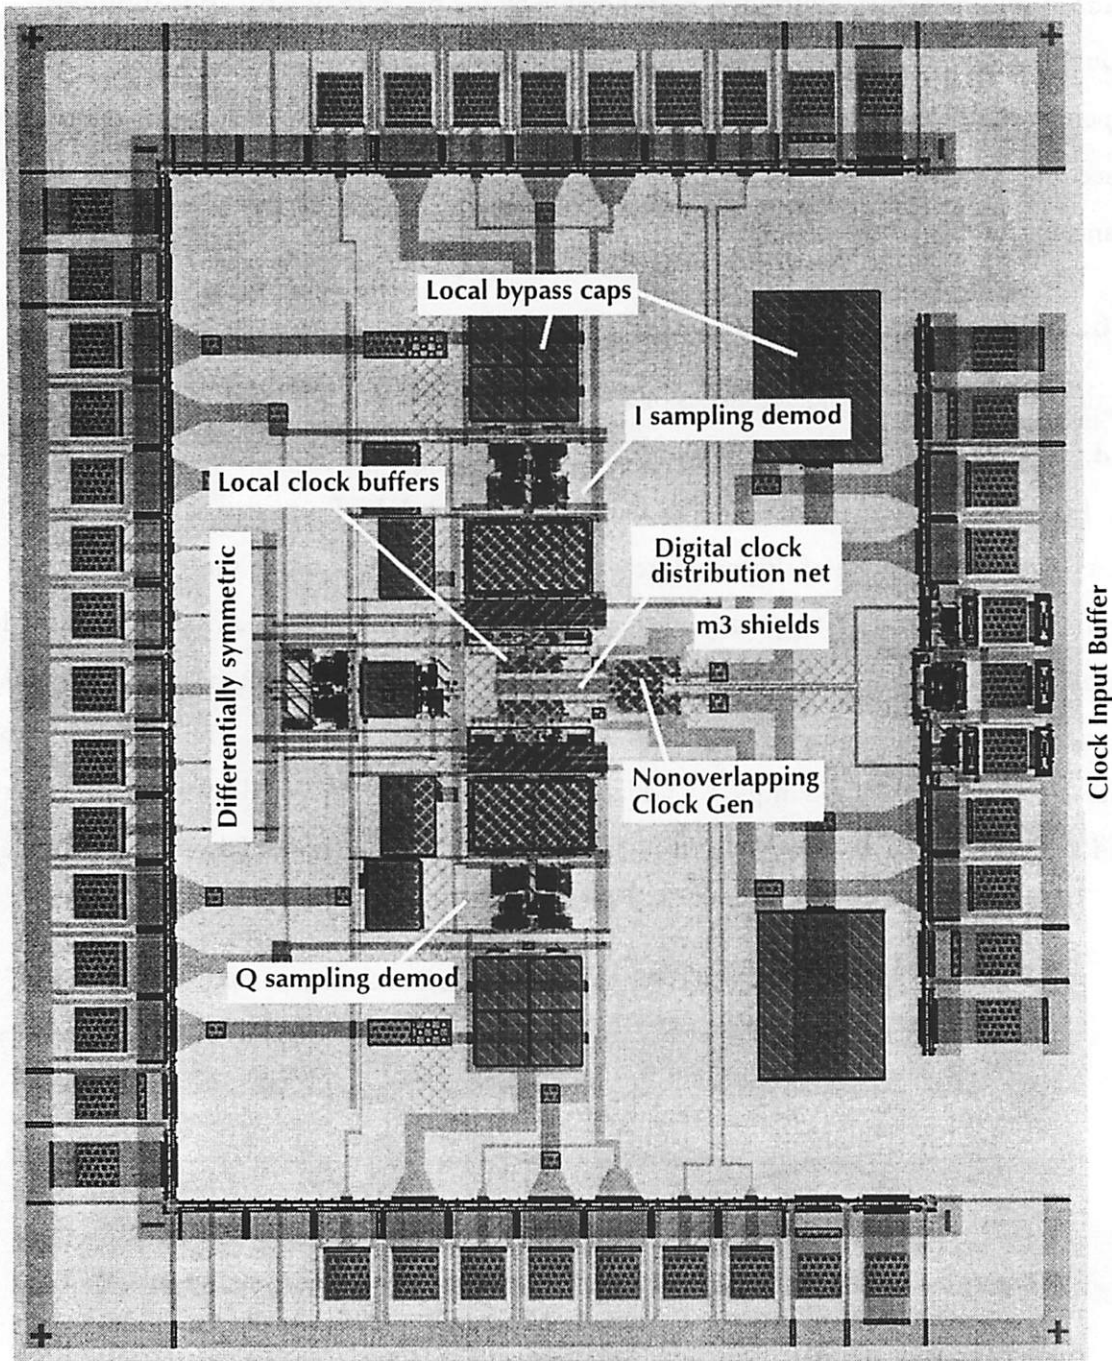 Local bypass caps
I sampling demod
Local clock buffers
Digital clock
distribution net
m3 shields
Differentially symmetric
Clock Input Buffer
Nonoverlapping
Clock Gen
Q sampling demod